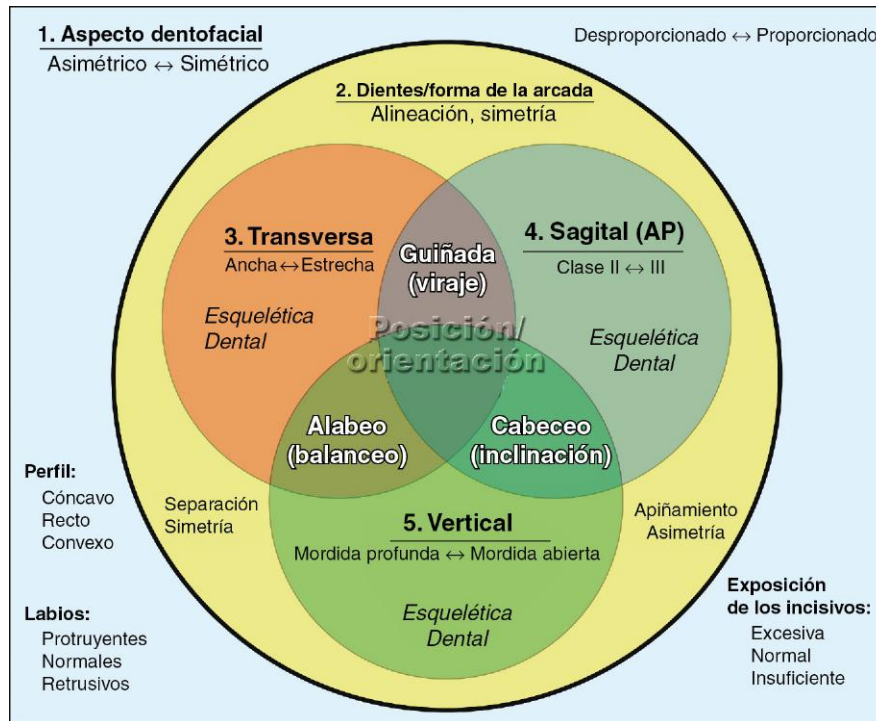 1. Aspecto dentofacial
Asimétrico ↔ Simétrico
Desproporcionado ↔ Proporcionado
2. Dientes/forma de la arcada
Alineación, simetría
3. Transversa
Ancha↔Estrecha
Esquelética
Dental
Guiñada
(viraje)
4. Sagital (AP)
Clase II ↔ III
Esquelética
Dental
Posición/
orientación
Alabeo
(balanceo)
Cabeceo
(inclinación)
Perfil:
Cóncavo
Recto
Convexo
Separación
Simetría
5. Vertical
Mordida profunda ↔ Mordida abierta
Esquelética
Dental
Apiñamiento
Asimetría
Labios:
Protruyentes
Normales
Retrusivos
Exposición
de los incisivos:
Excesiva
Normal
Insuficiente